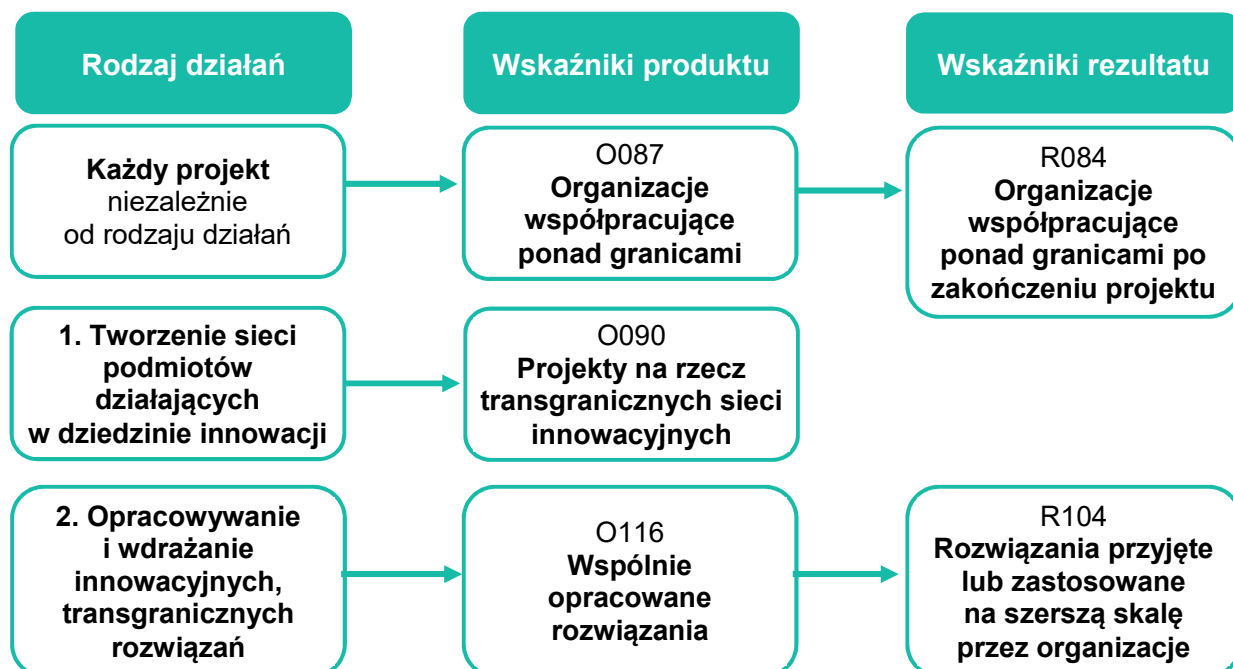 Rodzaj działań
Wskaźniki produktu
Wskaźniki rezultatu
Każdy projekt
niezależnie
od rodzaju działań
O087
Organizacje
współpracujące
ponad granicami
R084
Organizacje
współpracujące
ponad granicami po
zakończeniu projektu
1. Tworzenie sieci
podmiotów
działających
w dziedzinie innowacji
O090
Projekty na rzecz
transgranicznych sieci
innowacyjnych
2. Opracowywanie
i wdrażanie
innowacyjnych,
transgranicznych
rozwiązań
O116
Wspólnie
opracowane
rozwiązania
R104
Rozwiązania przyjęte
lub zastosowane
na szerszą skalę
przez organizacje